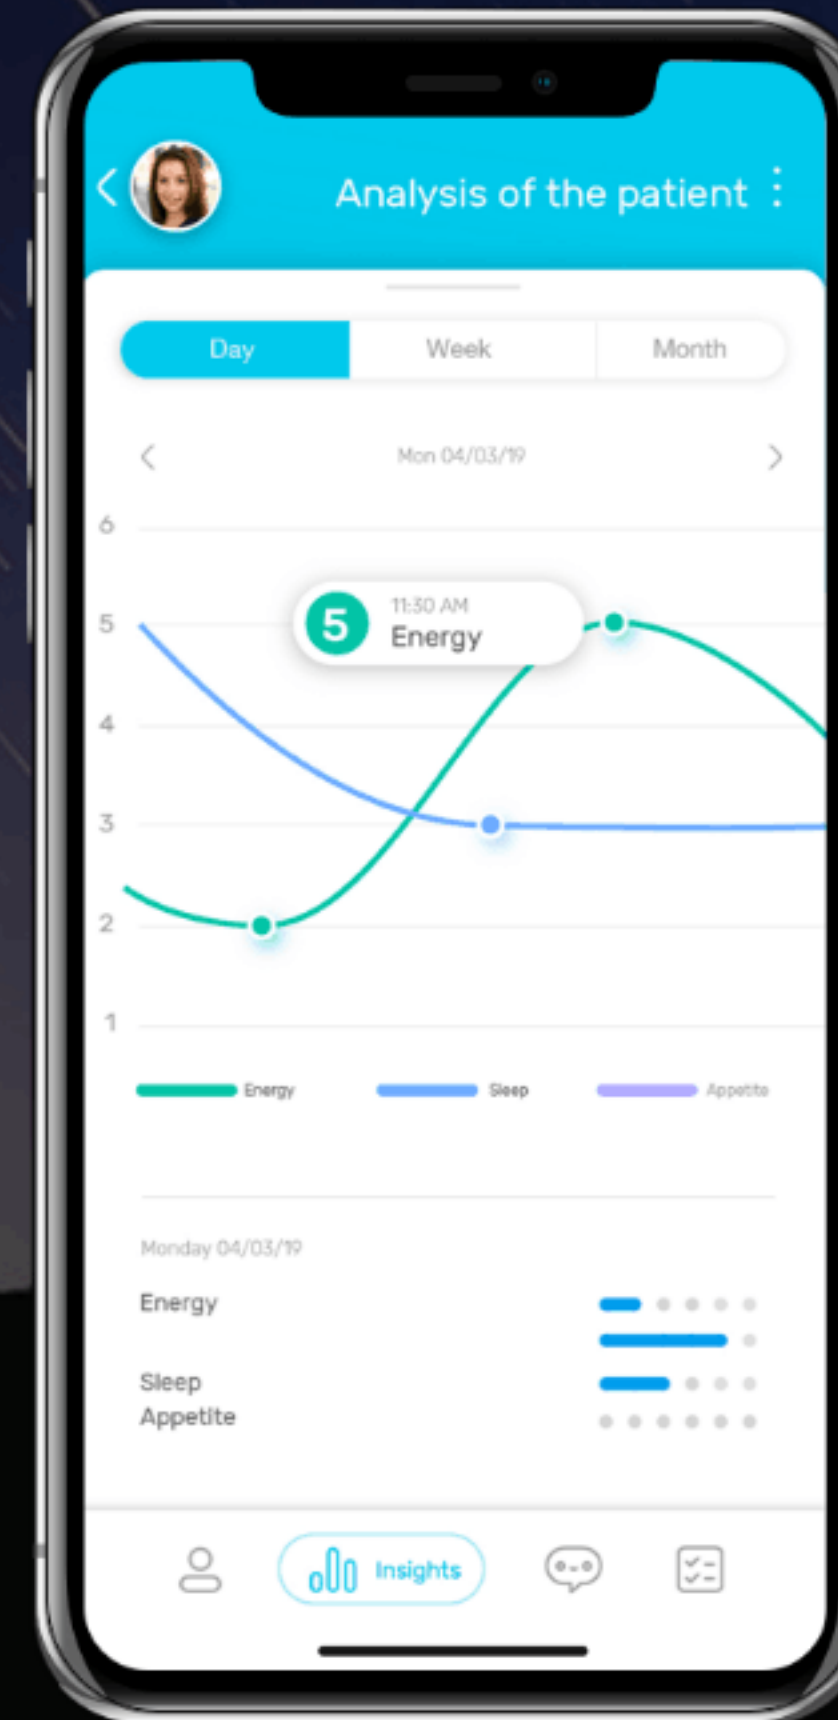 Analysis of the patient
Day Week Month
Mon 04/03/19
6
5 11:30 AM
Energy
5
4
3
2
1
Energy Sleep Appetite
Monday 04/03/19
Energy
Sleep
Appetite
Insights